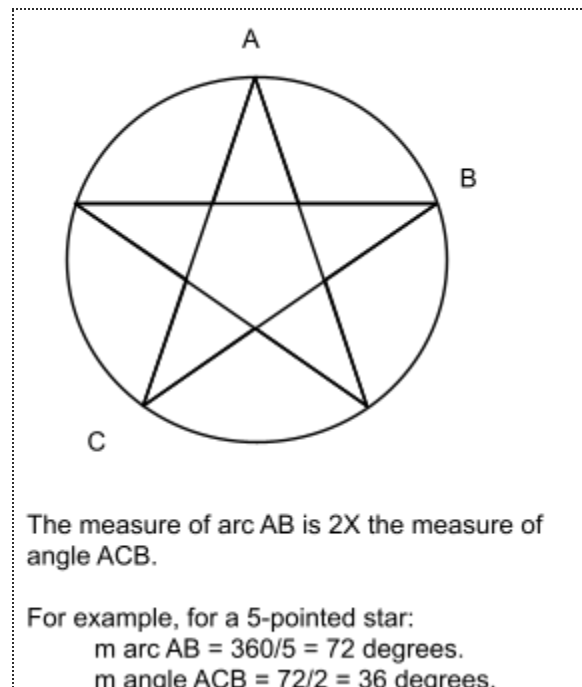 A
B
C
The measure of arc AB is 2X the measure of
angle ACB.
For example, for a 5-pointed star:
m arc AB = 360/5 = 72 degrees.
m angle ACB = 72/2 = 36 degrees.